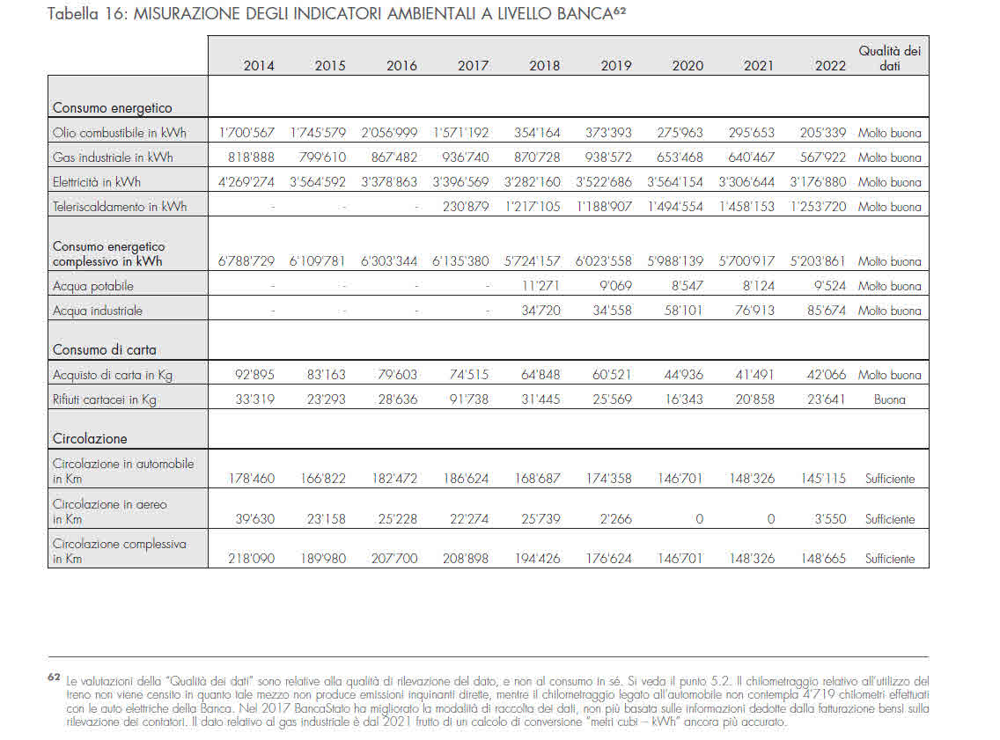 Tabella 16: MISURAZIONE DEGLI INDICATORI AMBIENTALI A LIVELLO BANCA62
2014 2015 2016 2017 2018 2019 2020 2021 2022 Qualità dei dati
Consumo energetico
Olio combustibile in kWh 1'700'567 1'745'579 2'056'999 1'571'192 354'164 373'393 275'963 295'653 205'339 Molto buona
Gas industriale in kWh 818'888 799'610 867'482 936'740 870'728 938'572 653'468 640'467 567'922 Molto buona
Elettricità in kWh 4'269'274 3'564'592 3'378'863 3'396'569 3'282'160 3'522'686 3'564'154 3'306'644 3'176'880 Molto buona
Teleriscaldamento in kWh - - - 230'879 1'217'105 1'188'907 1'494'554 1'458'153 1'253'720 Molto buona
Consumo energetico
complessivo in kWh 6'788'729 6'109'781 6'303'344 6'135'380 5'724'157 6'023'558 5'988'139 5'700'917 5'203'861 Molto buona
Acqua potabile - - - - 11'271 9'069 8'547 8'124 9'524 Molto buona
Acqua industriale - - - - 34'720 34'558 58'101 76'913 85'674 Molto buona
Consumo di carta
Acquisto di carta in Kg 92'895 83'163 79'603 74'515 64'848 60'521 44'936 41'491 42'066 Molto buona
Rifiuti cartacei in Kg 33'319 23'293 28'636 91'738 31'445 25'569 16'343 20'858 23'641 Buona
Circolazione
Circolazione in automobile
in Km 178'460 166'822 182'472 186'624 168'687 174'358 146'701 148'326 145'115 Sufficiente
Circolazione in aereo
in Km 39'630 23'158 25'228 22'274 25'739 2'266 0 0 3'550 Sufficiente
Circolazione complessiva
in Km 218'090 189'980 207'700 208'898 194'426 176'624 146'701 148'326 148'665 Sufficiente
62 Le valutazioni della "Qualità dei dati" sono relative alla qualità di rilevazione del dato, e non al consumo in sé. Si veda il punto 5.2. Il chilometraggio relativo all'utilizzo del
treno non viene censito in quanto tale mezzo non produce emissioni inquinanti dirette, mentre il chilometraggio legato all'automobile non contempla 4'719 chilometri effettuati
con le auto elettriche della Banca. Nel 2017 BancaStato ha migliorato la modalità di raccolta dei dati, non più basata sulle informazioni dedotte dalla fatturazione bensì sulla
rilevazione dei contatori. Il dato relativo al gas industriale è dal 2021 frutto di un calcolo di conversione "metri cubi – kWh" ancora più accurato.